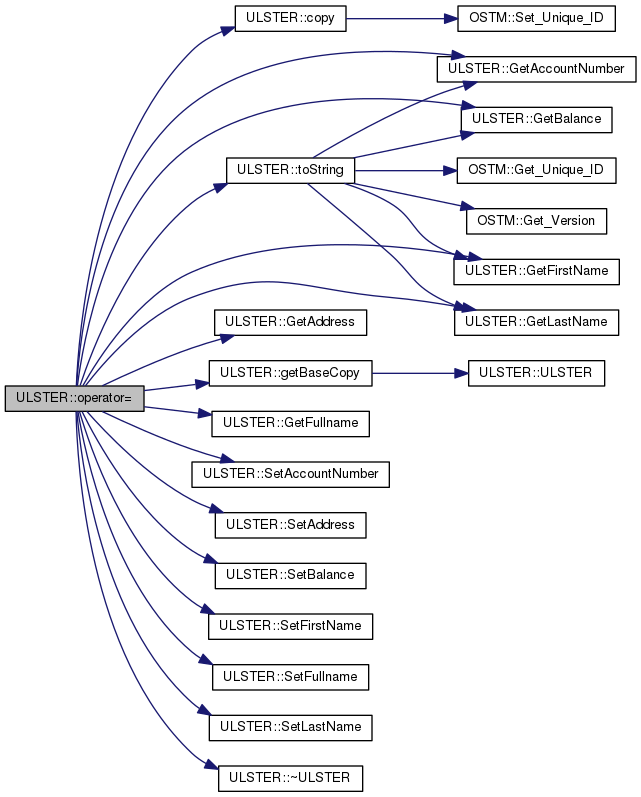 ULSTER::copy
OSTM::Set_Unique_ID
ULSTER::GetAccountNumber
ULSTER::GetBalance
ULSTER::toString
OSTM::Get_Unique_ID
OSTM::Get_Version
ULSTER::GetFirstName
ULSTER::GetLastName
ULSTER::GetAddress
ULSTER::getBaseCopy
ULSTER::ULSTER
ULSTER::operator=
ULSTER::GetFullname
ULSTER::SetAccountNumber
ULSTER::SetAddress
ULSTER::SetBalance
ULSTER::SetFirstName
ULSTER::SetFullname
ULSTER::SetLastName
ULSTER::~ULSTER